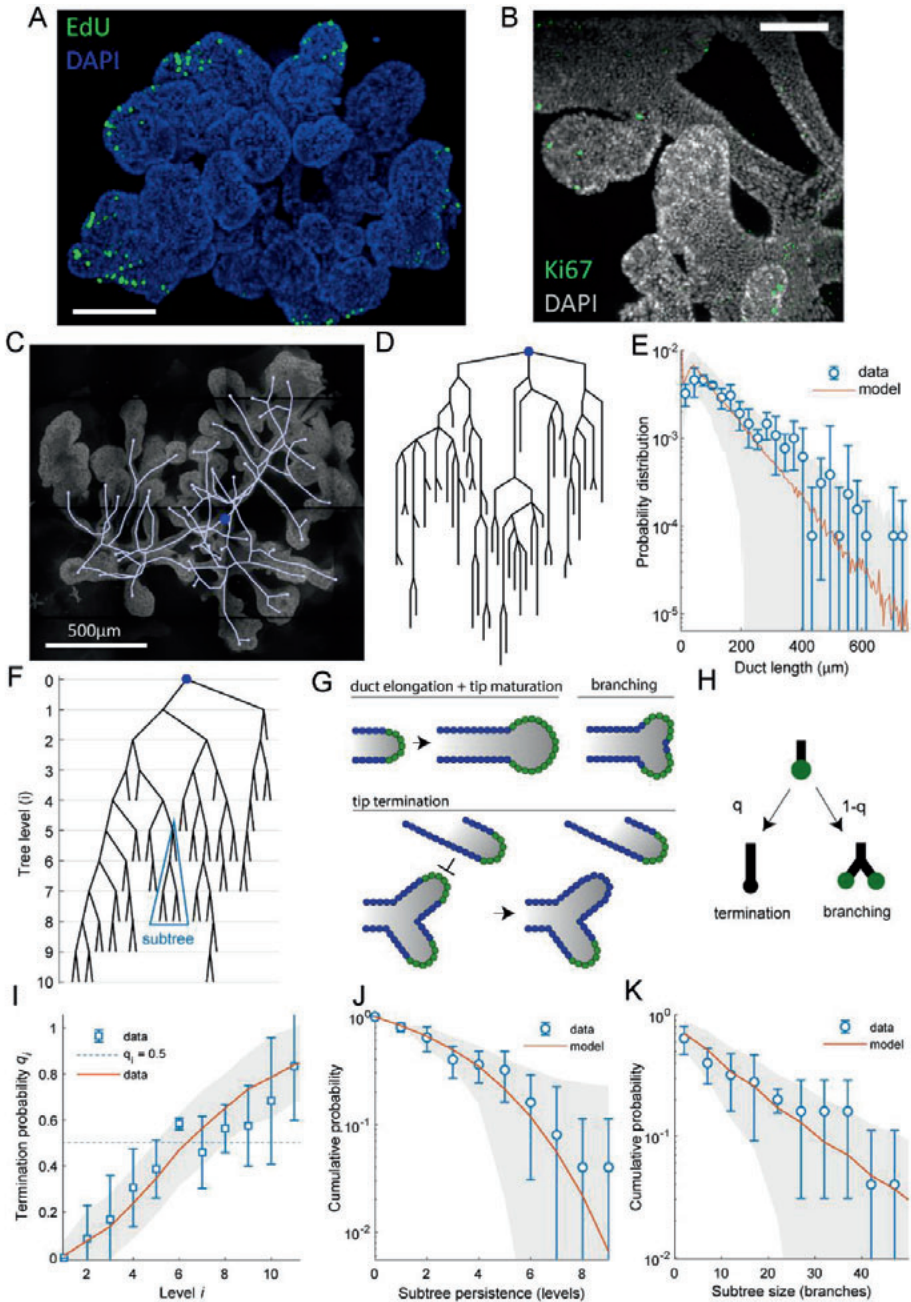 A
EdU
DAPI
B
Ki67
DAPI
C
500µm
D
E
Probability distribution
10-2
10-3
10-4
10-5
data
model
0 200 400 600
Duct length (µm)
F
Tree level (i)
0
1
2
3
4
5
6
7
8
9
10
subtree
G
duct elongation + tip maturation
branching
tip termination
H
q
1-q
termination
branching
I
Termination probability qi
1
0.8
0.6
0.4
0.2
0
data
qi = 0.5
data
2 4 6 8 10
Level i
J
Cumulative probability
100
10-1
10-2
data
model
0 2 4 6 8
Subtree persistence (levels)
K
Cumulative probability
100
10-1
10-2
data
model
0 20 40
Subtree size (branches)